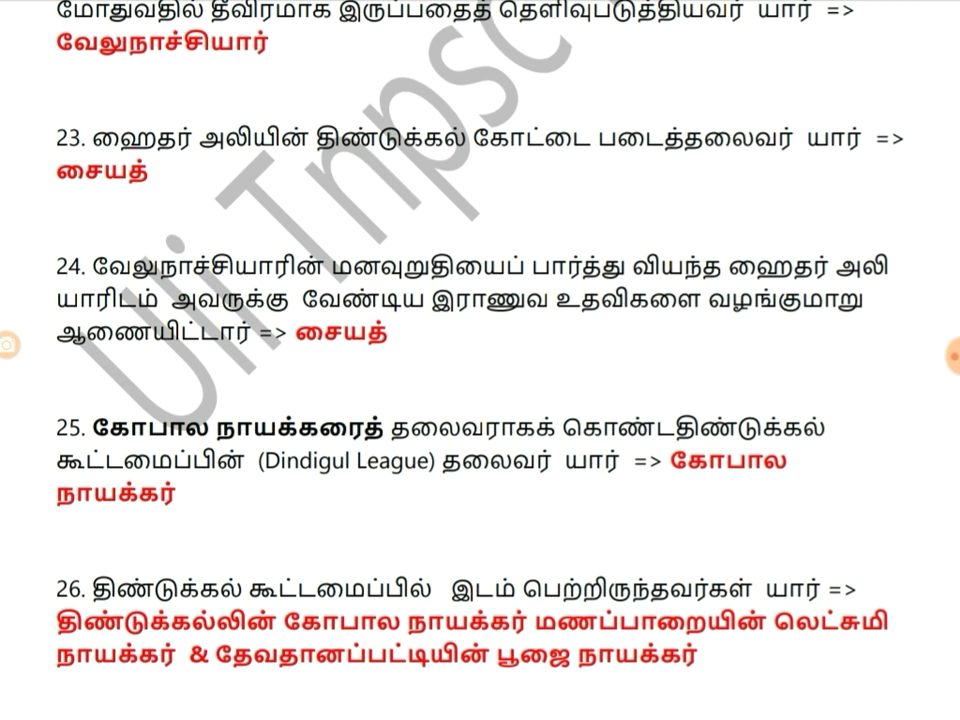 மோதுவதில் தீவிரமாக இருப்பதைத் தெளிவுபடுத்தியவர் யார் =>
வேலுநாச்சியார்
23. ஹைதர் அலியின் திண்டுக்கல் கோட்டை படைத்தலைவர் யார் =>
சையத்
24. வேலுநாச்சியாரின் மனவுறுதியைப் பார்த்து வியந்த ஹைதர் அலி
யாரிடம் அவருக்கு வேண்டிய இராணுவ உதவிகளை வழங்குமாறு
ஆணையிட்டார் => சையத்
25. கோபால நாயக்கரைத் தலைவராகக் கொண்டதிண்டுக்கல்
கூட்டமைப்பின் (Dindigul League) தலைவர் யார் => கோபால
நாயக்கர்
26. திண்டுக்கல் கூட்டமைப்பில் இடம் பெற்றிருந்தவர்கள் யார் =>
திண்டுக்கல்லின் கோபால நாயக்கர் மணப்பாறையின் லெட்சுமி
நாயக்கர் & தேவதானப்பட்டியின் பூஜை நாயக்கர்
Tnpsc